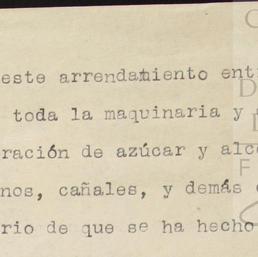 este arrendamiento ent
toda la maquinaria y
ración de azúcar y alc
nos, cañales, y demás
rio de que se ha hecho